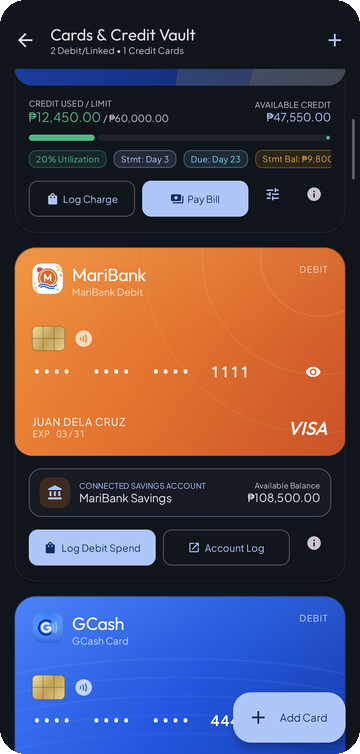 Cards & Credit Vault
2 Debit/Linked • 1 Credit Cards
CREDIT USED / LIMIT
AVAILABLE CREDIT
₱12,450.00 / ₱60,000.00
₱47,550.00
20% Utilization
Stmt: Day 3
Due: Day 23
Stmt Bal: ₱9,800
Log Charge
Pay Bill
MariBank
DEBIT
MariBank Debit
•••• •••• •••• 1111
JUAN DELA CRUZ
EXP 03/31
VISA
CONNECTED SAVINGS ACCOUNT
Available Balance
MariBank Savings
₱108,500.00
Log Debit Spend
Account Log
GCash
DEBIT
GCash Card
•••• •••• •••• 444
Add Card